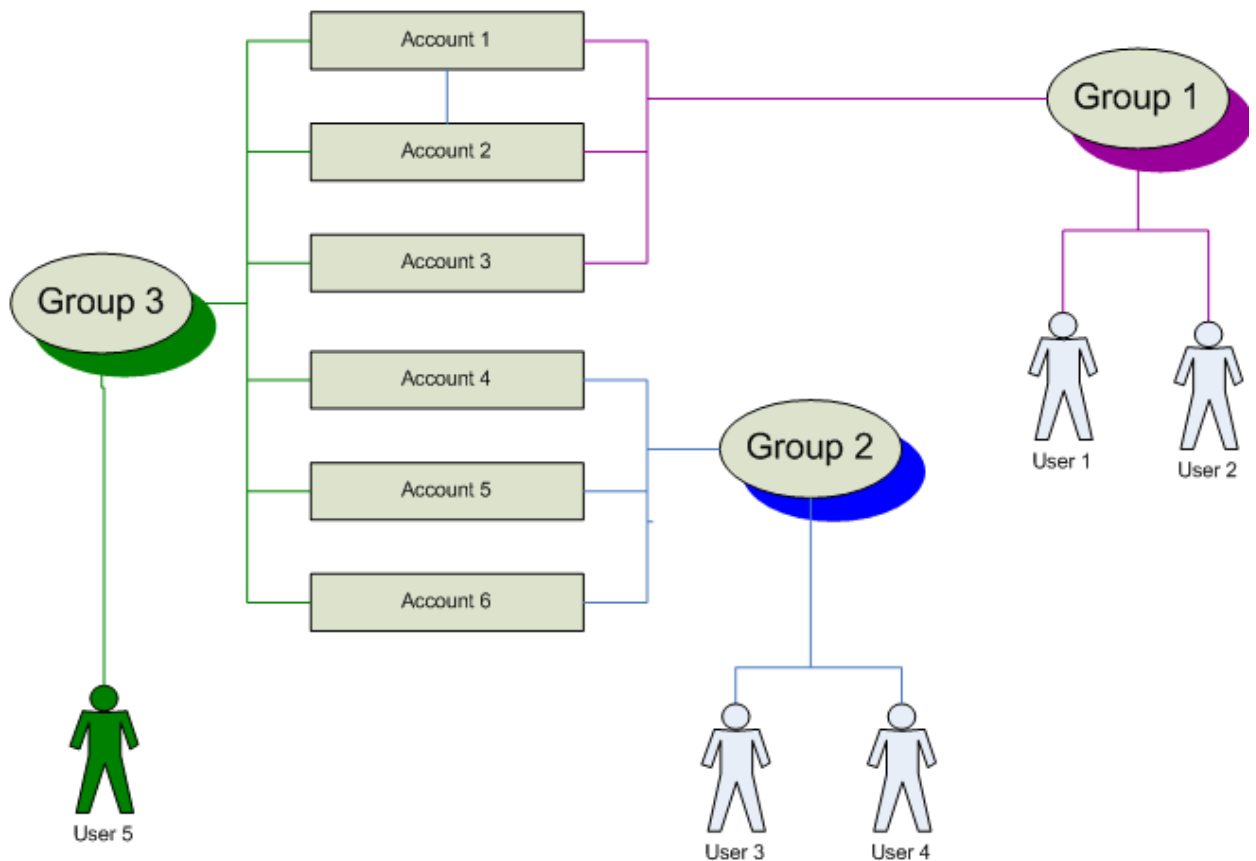 Account 1
Group 1
Account 2
Account 3
Group 3
Account 4
Group 2
User 1
User 2
Account 5
Account 6
User 5
User 3
User 4